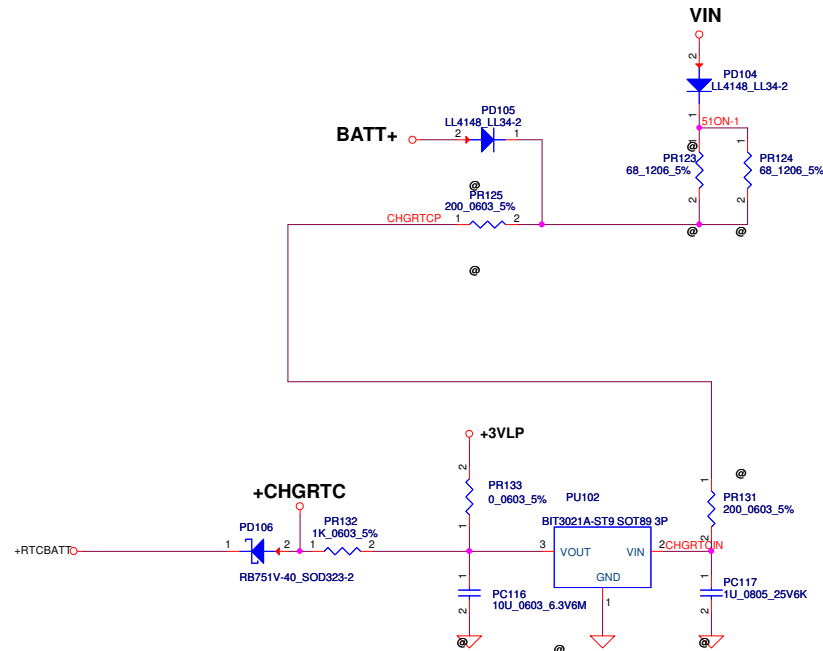 VIN
2
PD104
LL4148_LL34-2
1
51ON-1
PD105
LL4148_LL34-2
BATT+
2
1
@
1
1
PR123
68_1206_5%
PR124
68_1206_5%
2
2
@
@
@
PR125
200_0603_5%
CHGRTCP
1
2
@
+3VLP
2
PR133
0_0603_5%
1
+CHGRTC
PR132
1K_0603_5%
PD106
+RTCBATT
1
2
1
2
RB751V-40_SOD323-2
PU102
BIT3021A-ST9 SOT89 3P
3
VOUT
VIN
2
CHGRTCIN
GND
1
@
1
PR131
200_0603_5%
2
1
PC116
10U_0603_6.3V6M
2
@
1
PC117
1U_0805_25V6K
2
@
@